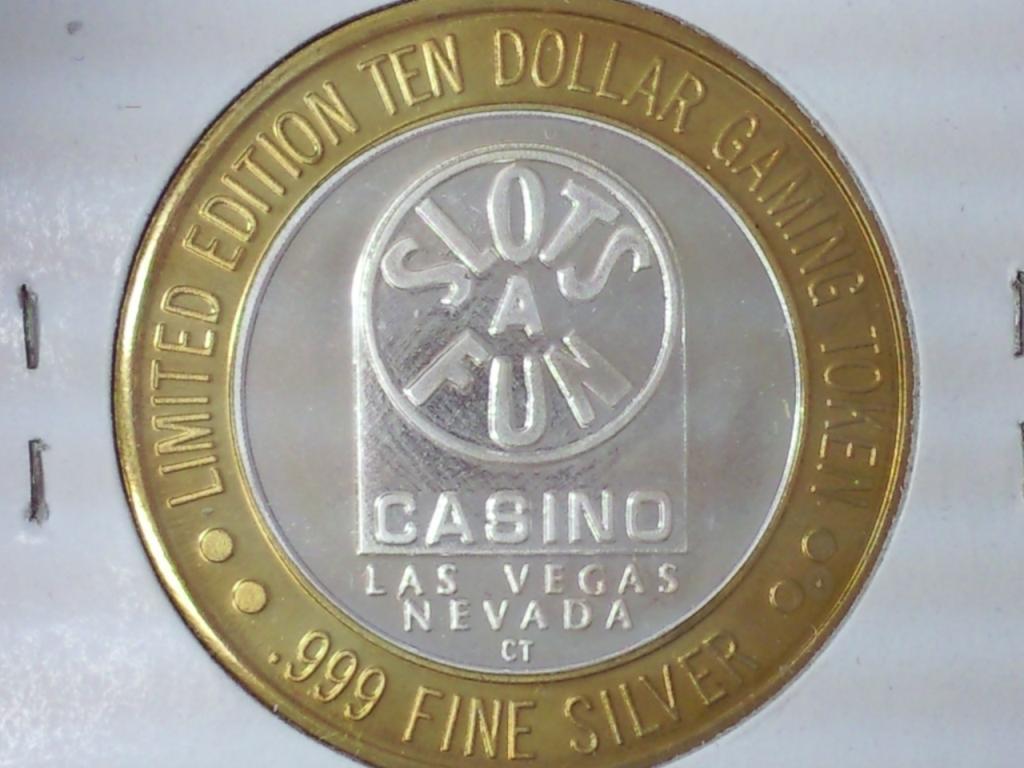 LIMITED EDITION TEN DOLLAR GAMING TOKEN
SLOTS
A
FUN
CASINO
LAS VEGAS
NEVADA
CT
.999 FINE SILVER